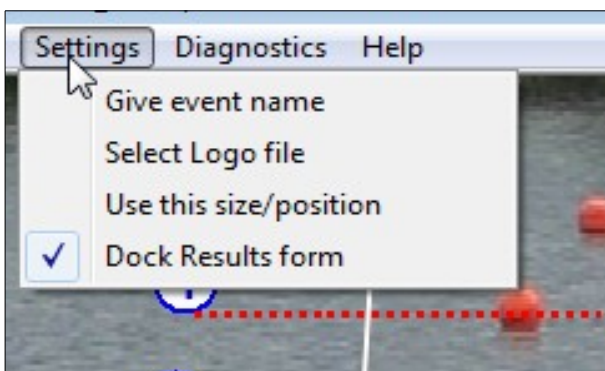 Settings Diagnostics Help
Give event name
Select Logo file
Use this size/position
Dock Results form